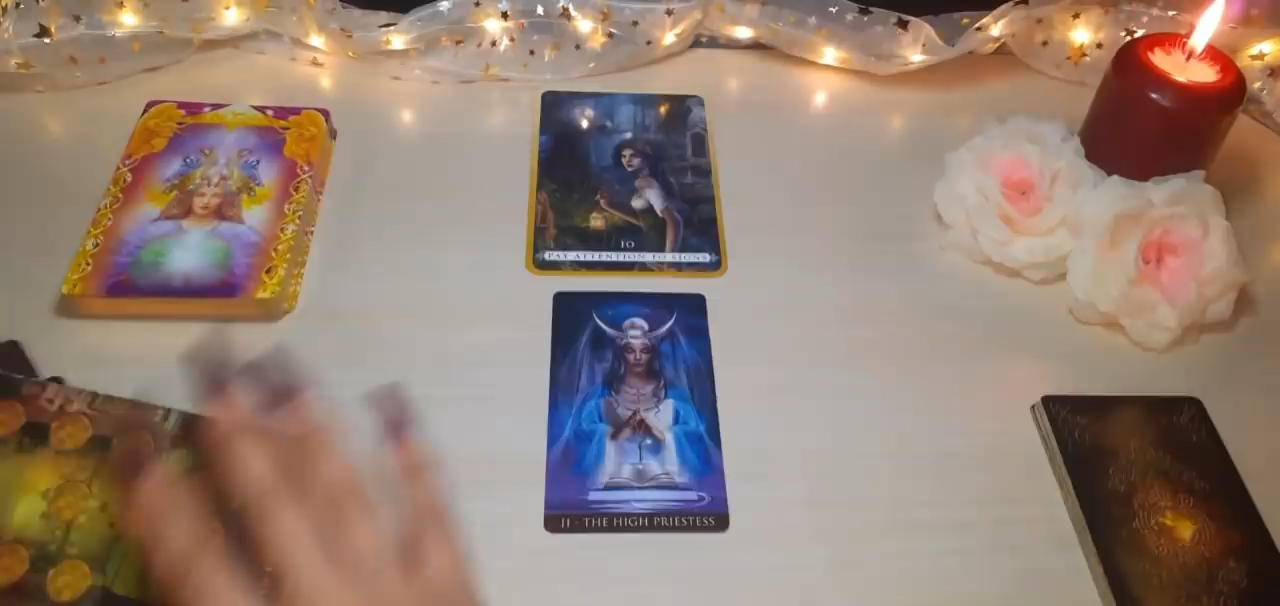 10
PAY ATTENTION TO SIGNS
II - THE HIGH PRIESTESS